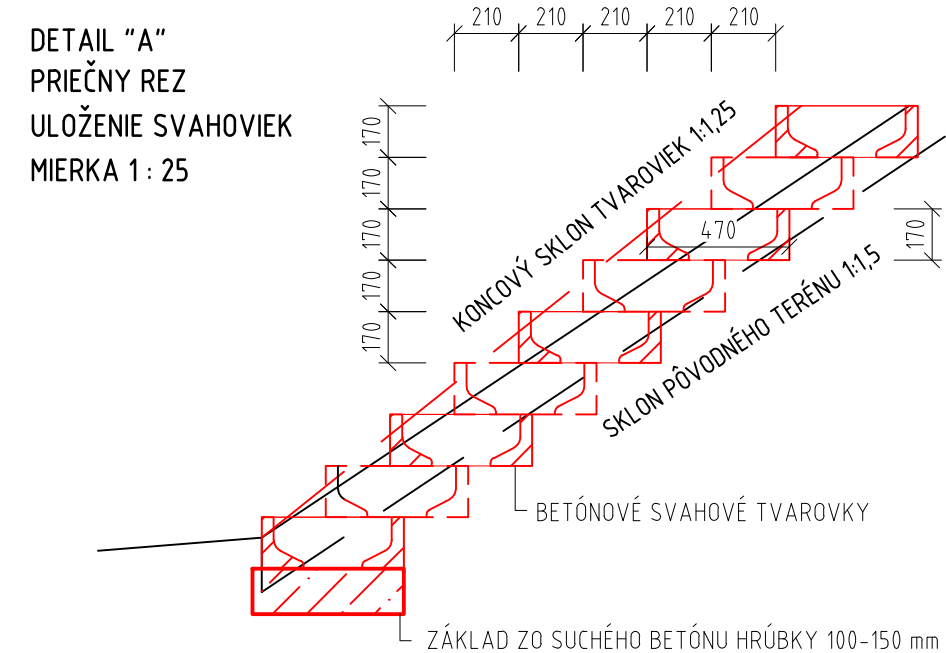 DETAIL "A"
PRIEČNY REZ
ULOŽENIE SVAHOVIEK
MIERKA 1 : 25
210 210 210 210 210
170
170
170
170
170
KONCOVÝ SKLON TVAROVIEK 1:1,25
470
170
SKLON PÔVODNÉHO TERÉNU 1:1,5
BETÓNOVÉ SVAHOVÉ TVAROVKY
ZÁKLAD ZO SUCHÉHO BETÓNU HRÚBKY 100-150 mm